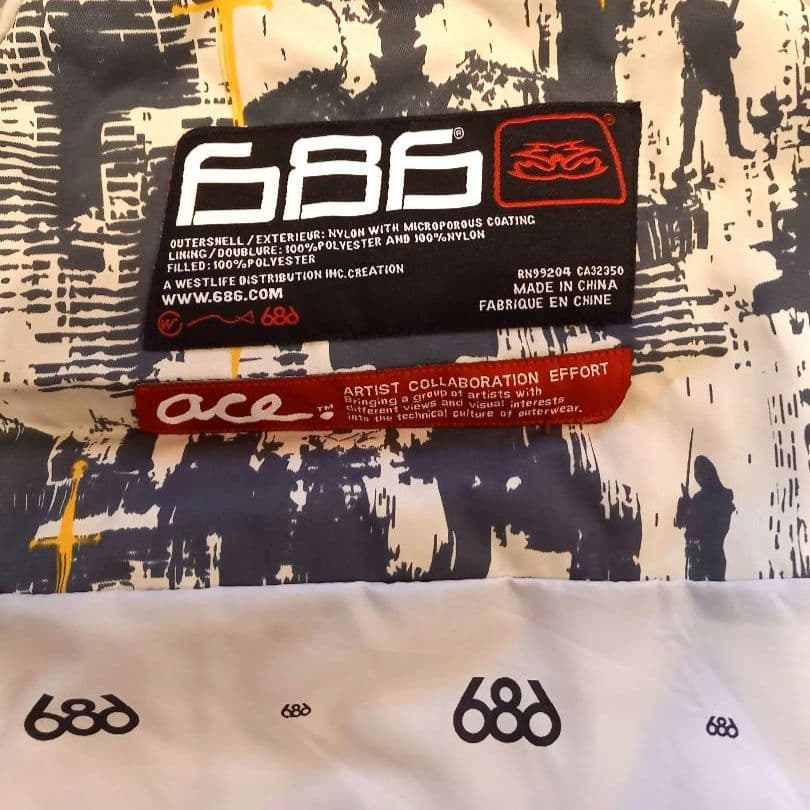 686®
®
OUTERSHELL/EXTERIEUR: NYLON WITH MICROPOROUS COATING
LINING/DOUBLURE: 100%POLYESTER AND 100%NYLON
FILLED: 100%POLYESTER
A WESTLIFE DISTRIBUTION INC.CREATION
WWW.686.COM
RN99204 CA32350
MADE IN CHINA
FABRIQUE EN CHINE
W 686
ace.™
ARTIST COLLABORATION EFFORT
Bringing a group of artists with
different views and visual interests
into the technical culture of outerwear.
686 686 686 686